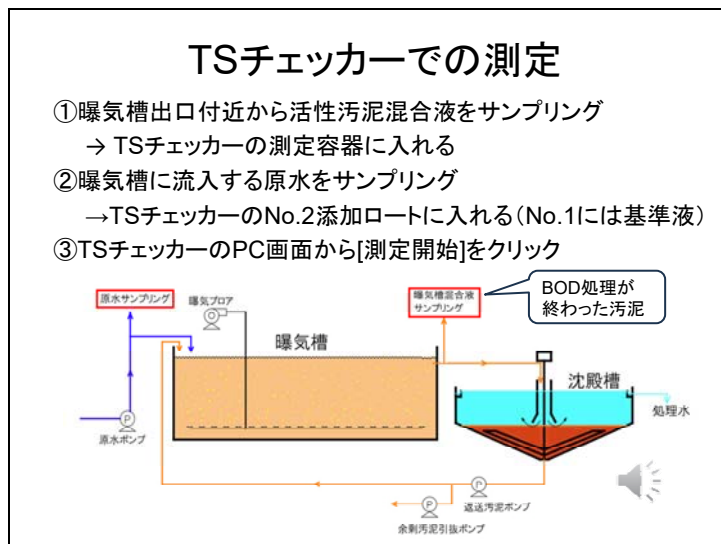 TSチェッカーでの測定
①曝気槽出口付近から活性汚泥混合液をサンプリング
→ TSチェッカーの測定容器に入れる
②曝気槽に流入する原水をサンプリング
→TSチェッカーのNo.2添加ロートに入れる(No.1には基準液)
③TSチェッカーのPC画面から[測定開始]をクリック
原水サンプリング
曝気ブロア
曝気槽混合液
サンプリング
BOD処理が
終わった汚泥
曝気槽
沈殿槽
処理水
P
原水ポンプ
P
返送汚泥ポンプ
P
余剰汚泥引抜ポンプ